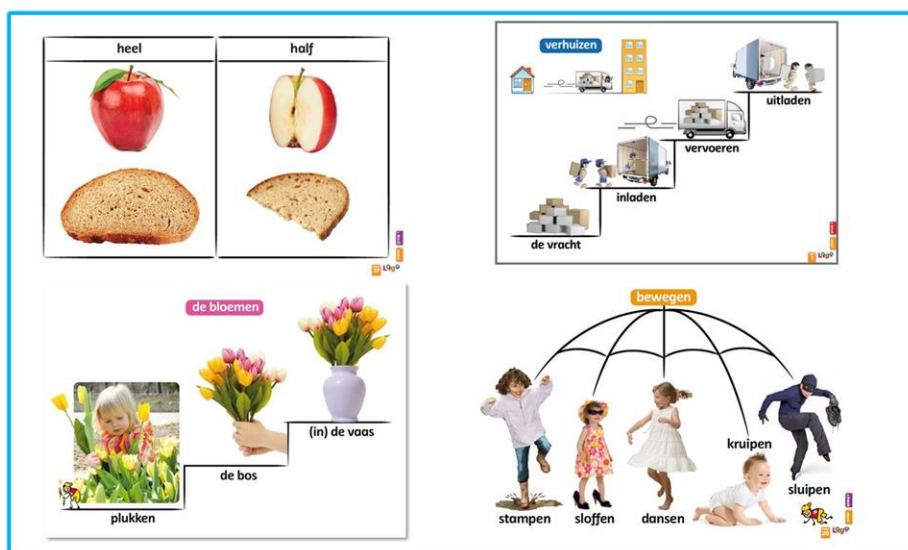 heel
half
verhuizen
uitladen
vervoeren
inladen
de vracht
de bloemen
(in) de vaas
de bos
plukken
bewegen
kruipen
sluipen
stampen
sloffen
dansen